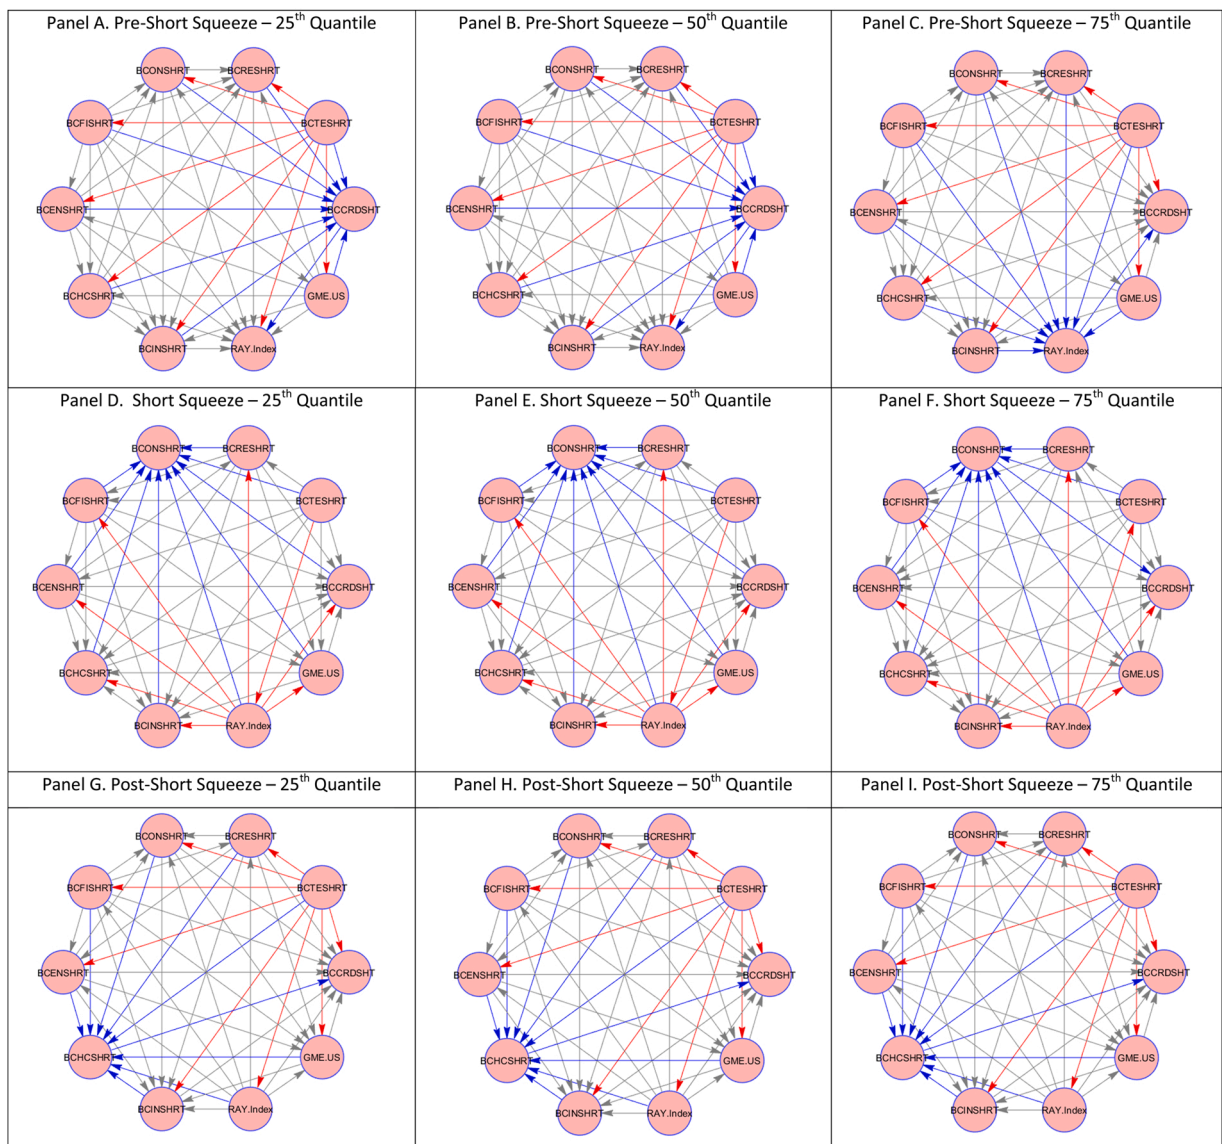 Panel A. Pre-Short Squeeze – 25th Quantile
Panel B. Pre-Short Squeeze – 50th Quantile
Panel C. Pre-Short Squeeze – 75th Quantile
BCONSHRT BCRESHRT
BCFISHRT BCTESHRT
BCENSHRT BCCRDSHT
BCHCSHRT GME.US
BCINSHRT RAY.Index
BCONSHRT BCRESHRT
BCFISHRT BCTESHRT
BCENSHRT BCCRDSHT
BCHCSHRT GME.US
BCINSHRT RAY.Index
BCONSHRT BCRESHRT
BCFISHRT BCTESHRT
BCENSHRT BCCRDSHT
BCHCSHRT GME.US
BCINSHRT RAY.Index
Panel D. Short Squeeze – 25th Quantile
Panel E. Short Squeeze – 50th Quantile
Panel F. Short Squeeze – 75th Quantile
BCONSHRT BCRESHRT
BCFISHRT BCTESHRT
BCENSHRT BCCRDSHT
BCHCSHRT GME.US
BCINSHRT RAY.Index
BCONSHRT BCRESHRT
BCFISHRT BCTESHRT
BCENSHRT BCCRDSHT
BCHCSHRT GME.US
BCINSHRT RAY.Index
BCONSHRT BCRESHRT
BCFISHRT BCTESHRT
BCENSHRT BCCRDSHT
BCHCSHRT GME.US
BCINSHRT RAY.Index
Panel G. Post-Short Squeeze – 25th Quantile
Panel H. Post-Short Squeeze – 50th Quantile
Panel I. Post-Short Squeeze – 75th Quantile
BCONSHRT BCRESHRT
BCFISHRT BCTESHRT
BCENSHRT BCCRDSHT
BCHCSHRT GME.US
BCINSHRT RAY.Index
BCONSHRT BCRESHRT
BCFISHRT BCTESHRT
BCENSHRT BCCRDSHT
BCHCSHRT GME.US
BCINSHRT RAY.Index
BCONSHRT BCRESHRT
BCFISHRT BCTESHRT
BCENSHRT BCCRDSHT
BCHCSHRT GME.US
BCINSHRT RAY.Index